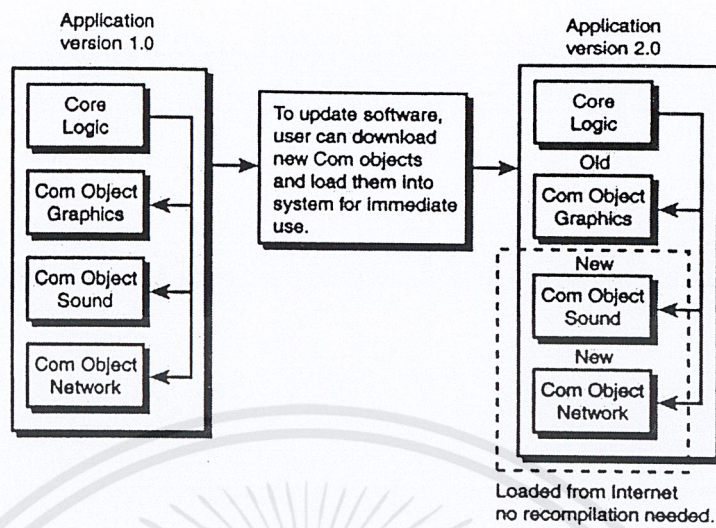 Application
version 1.0
Core
Logic
Com Object
Graphics
Com Object
Sound
Com Object
Network
To update software,
user can download
new Com objects
and load them into
system for immediate
use.
Application
version 2.0
Core
Logic
Old
Com Object
Graphics
New
Com Object
Sound
New
Com Object
Network
Loaded from Internet
no recompilation needed.